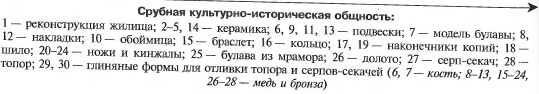 Срубная культурно-историческая общность:
1 — реконструкция жилища; 2–5, 14 — керамика; 6, 9, 11, 13 — подвески; 7 — модель булавы; 8,
12 — накладки; 10 — обоймица; 15 — браслет; 16 — кольцо; 17, 19 — наконечники копий; 18 —
шило; 20–24 — ножи и кинжалы; 25 — булава из мрамора; 26 — долото; 27 — серп-секач; 28 —
топор; 29, 30 — глиняные формы для отливки топора и серпов-секачей (6, 7 — кость; 8–13, 15–24,
26–28 — медь и бронза)